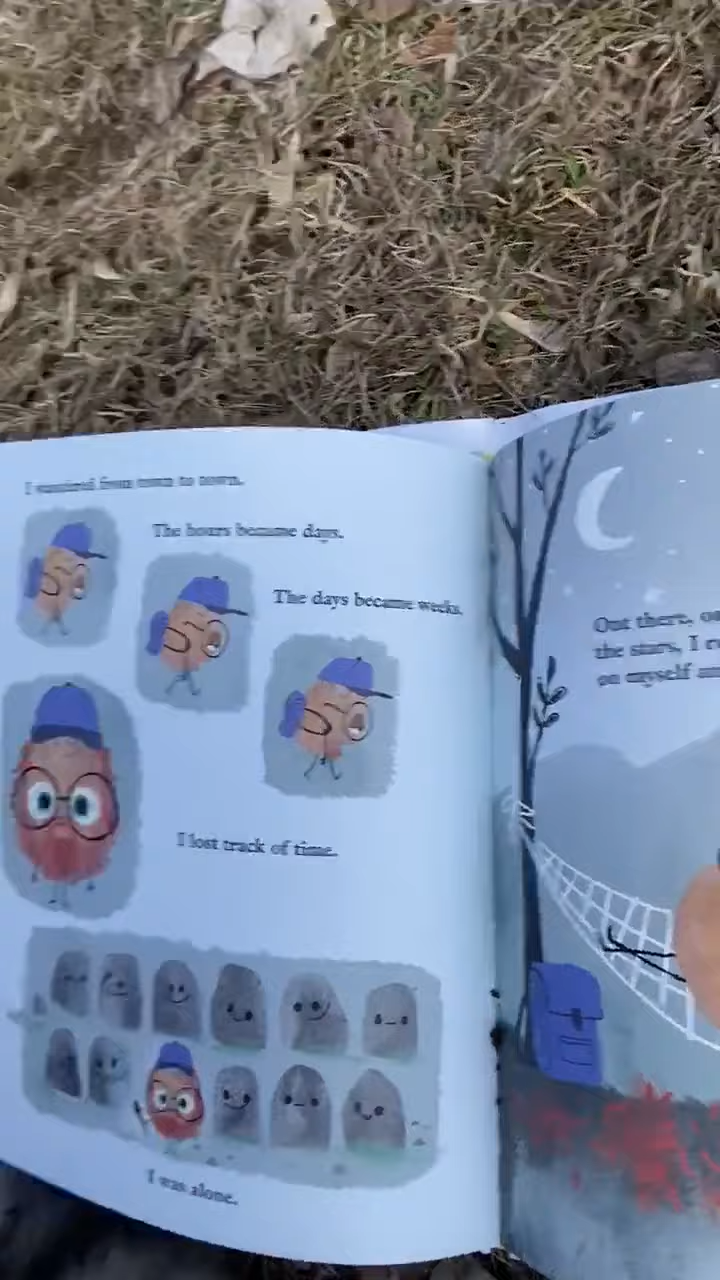 I wandered from town to town.
The hours became days.
The days became weeks.
I lost track of time.
I was alone.
Out there,
the stars, I
on myself